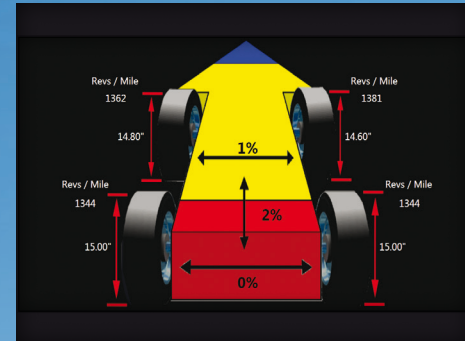 Revs / Mile
1362
14.80"
Revs / Mile
1381
14.60"
1%
Revs / Mile
1344
15.00"
2%
Revs / Mile
1344
15.00"
0%